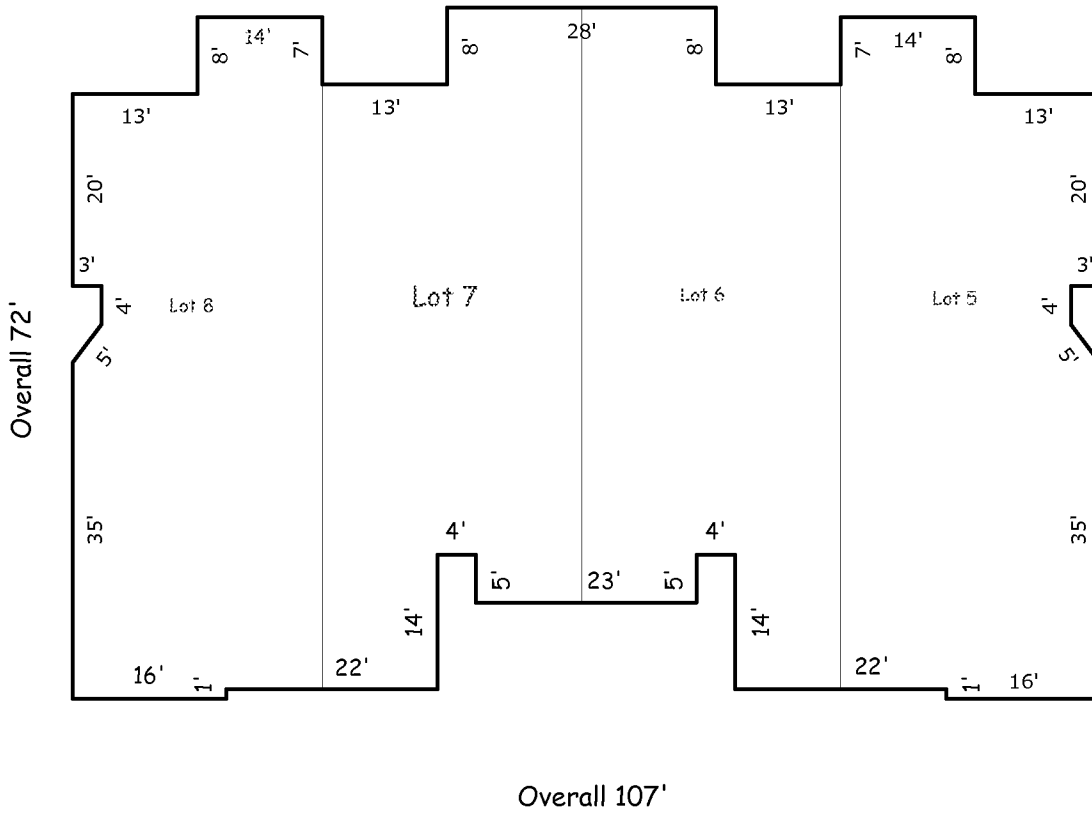 14' 28' 14'
8' 7' 8' 8' 7' 8'
13' 13' 13' 13'
20' 20'
3' 3'
4' Lot 8 Lot 7 Lot 6 Lot 5 4'
5' 5'
Overall 72'
35' 4' 4' 35'
5' 23' 5'
14' 14'
16' 1' 22' 22' 1' 16'
Overall 107'